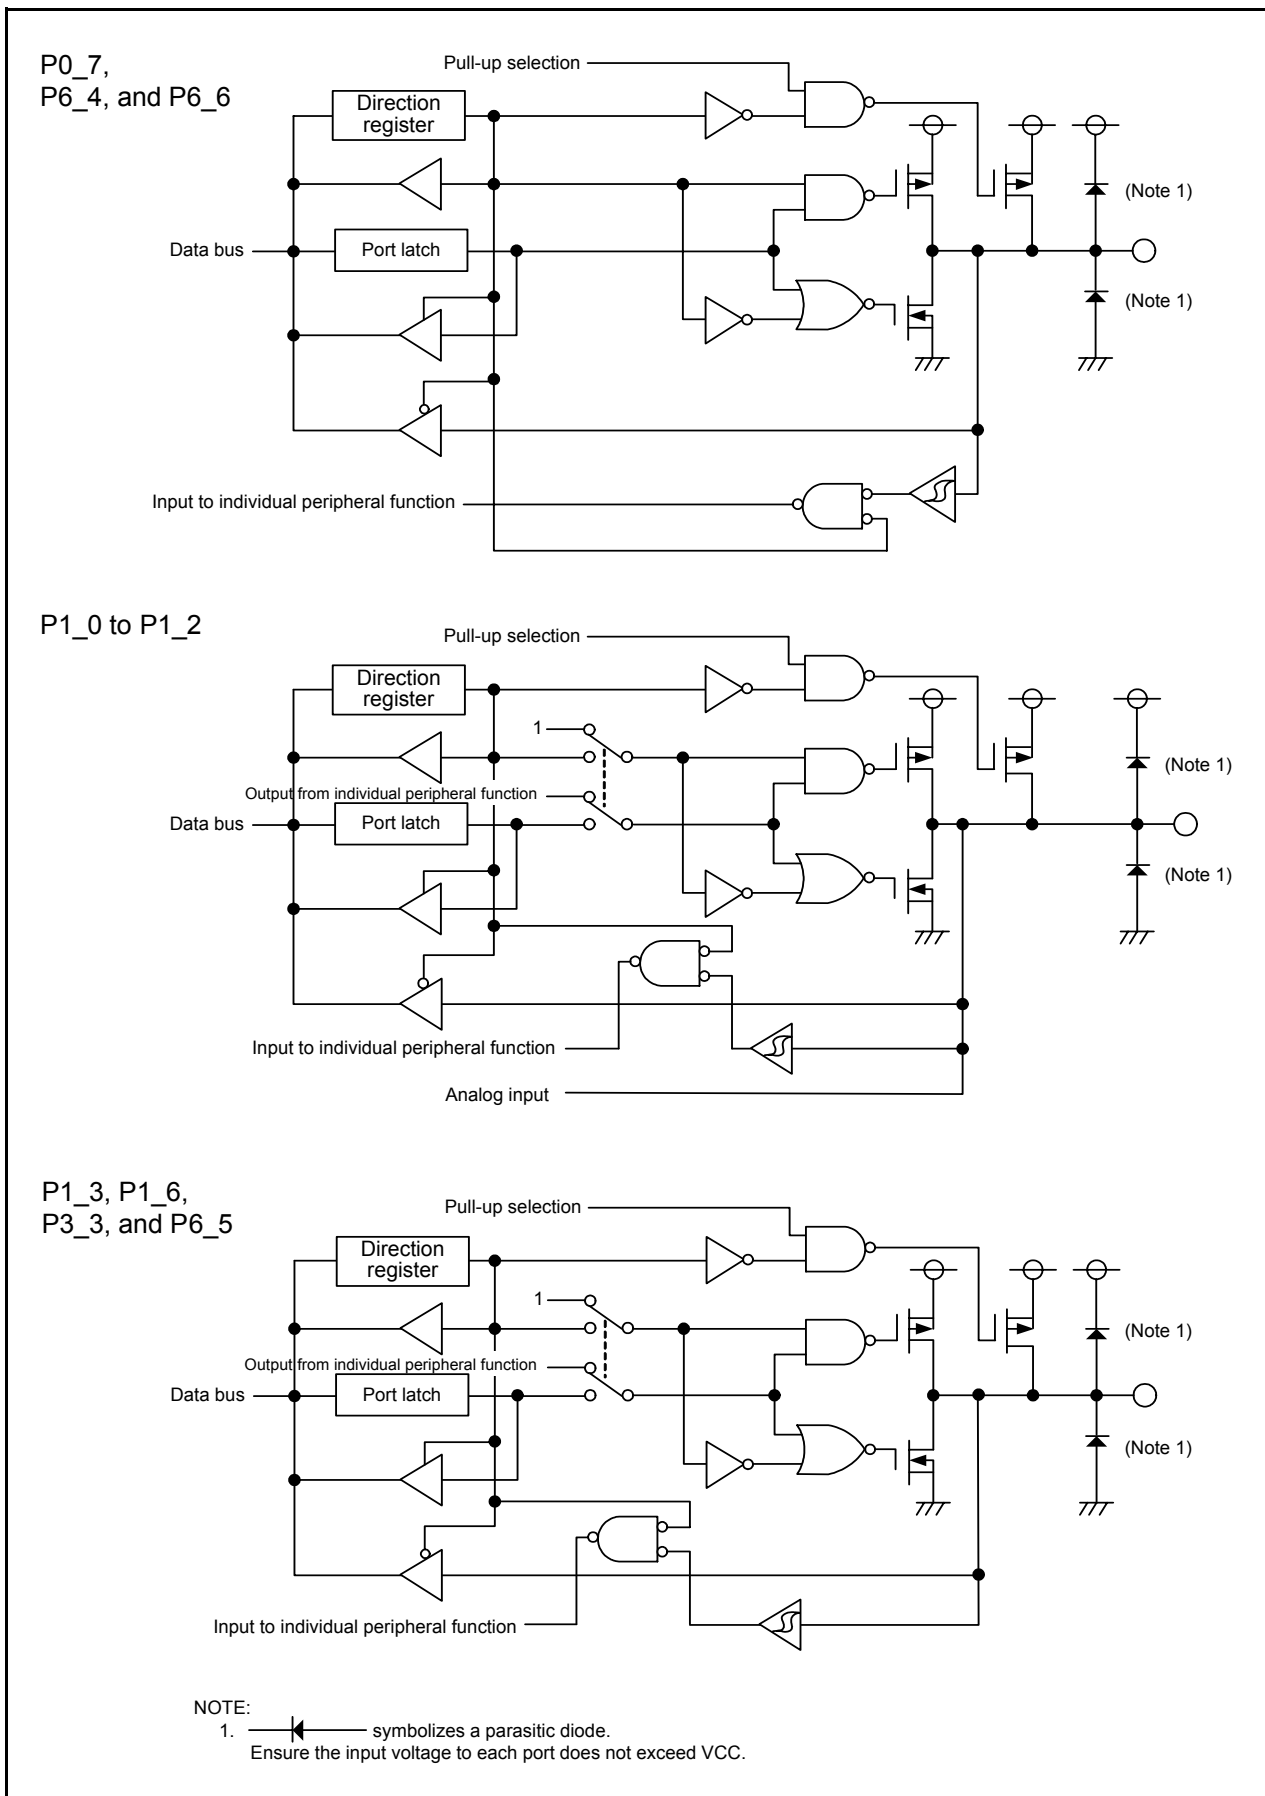 P0_7,
P6_4, and P6_6
Pull-up selection
Direction
register
(Note 1)
Data bus
Port latch
(Note 1)
Input to individual peripheral function
P1_0 to P1_2
Pull-up selection
Direction
register
1
(Note 1)
Output from individual peripheral function
Data bus
Port latch
(Note 1)
Input to individual peripheral function
Analog input
P1_3, P1_6,
P3_3, and P6_5
Pull-up selection
Direction
register
1
(Note 1)
Output from individual peripheral function
Data bus
Port latch
(Note 1)
Input to individual peripheral function
NOTE:
1. symbolizes a parasitic diode.
Ensure the input voltage to each port does not exceed VCC.